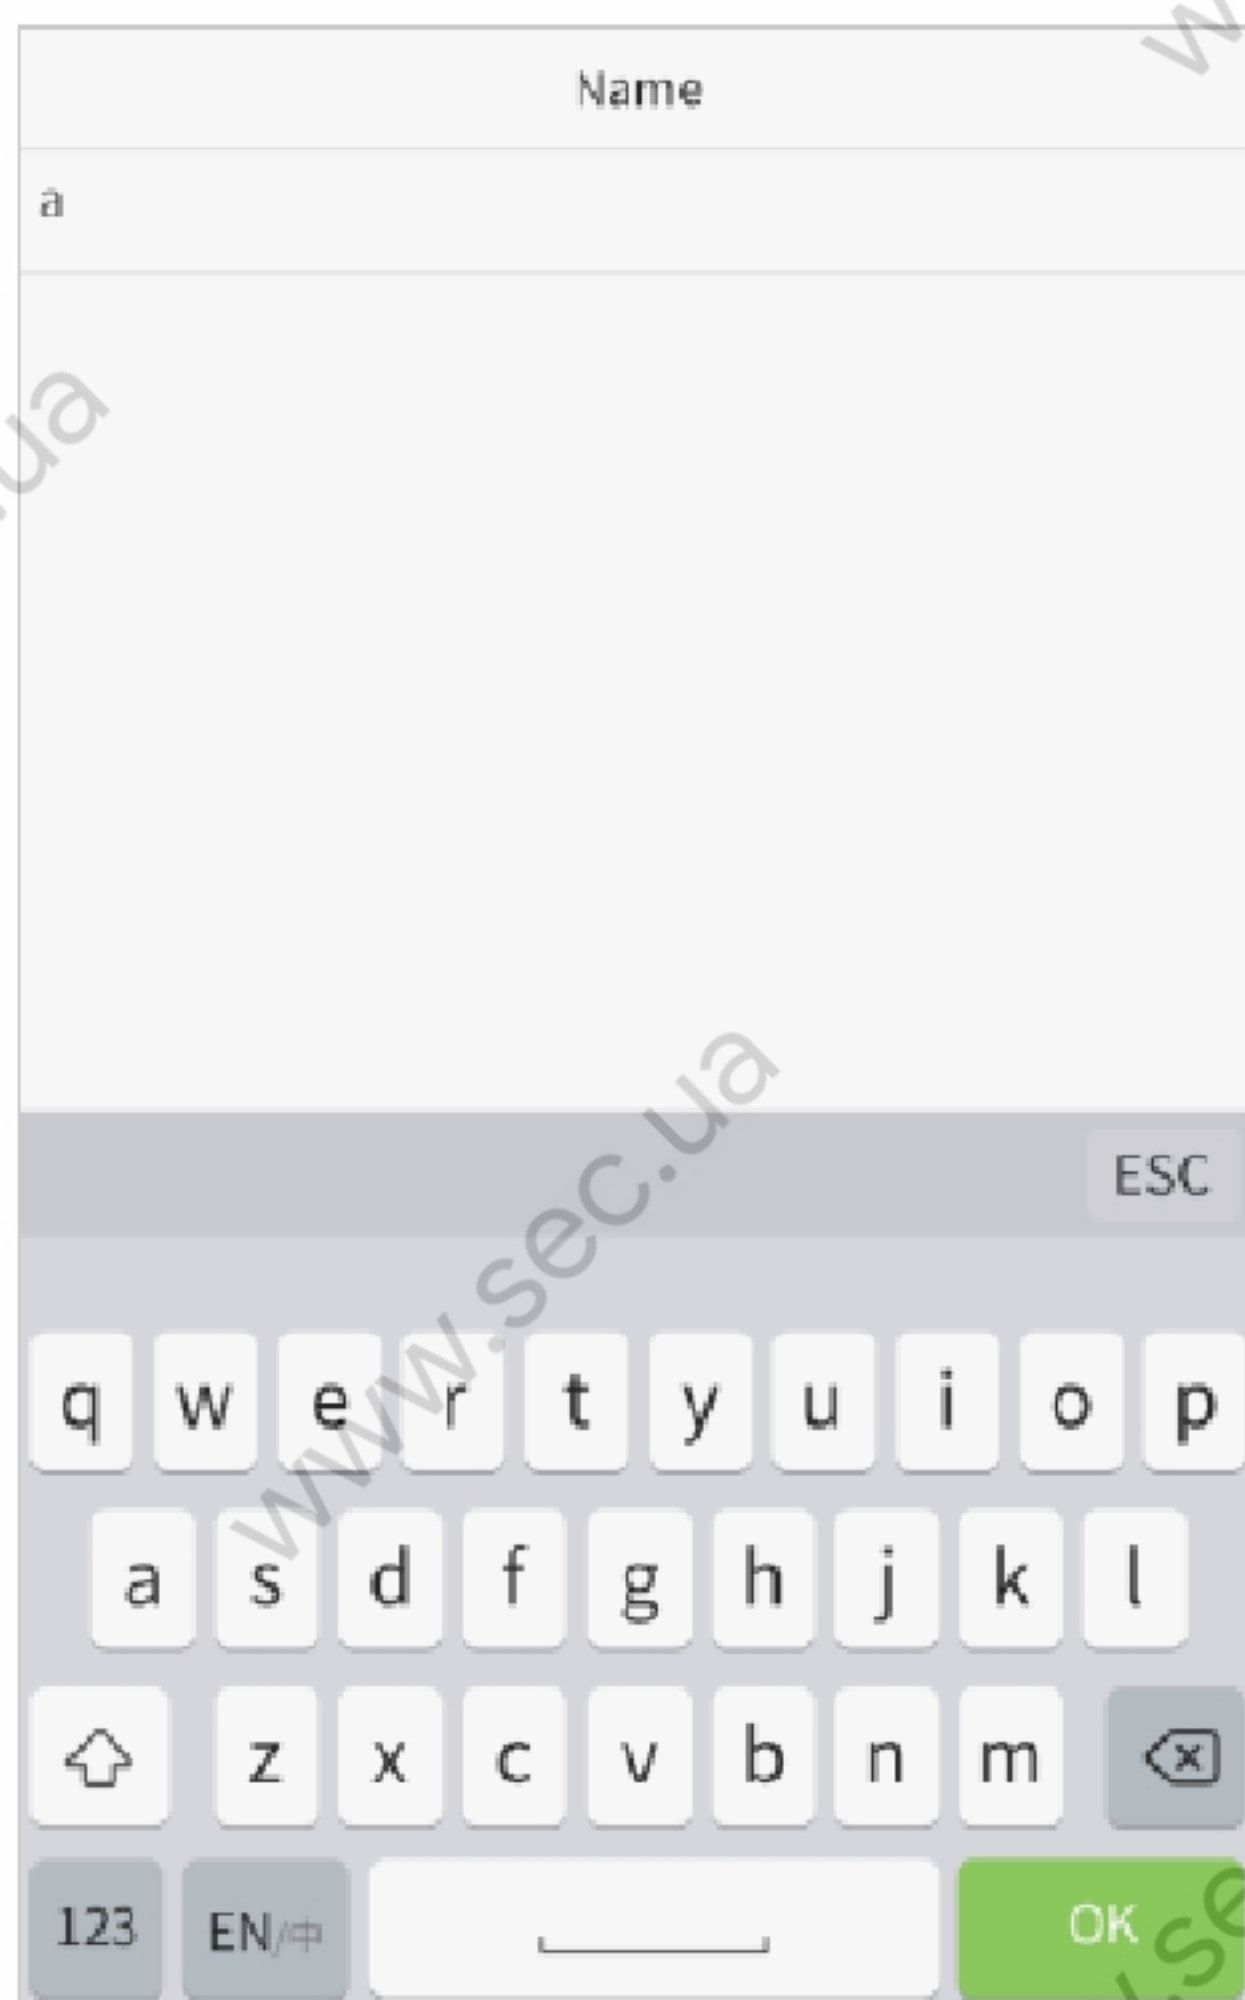 Name
a
ESC
q w e r t y u i o p
a s d f g h j k l
z x c v b n m
123 EN/中 OK
www.sec.ua